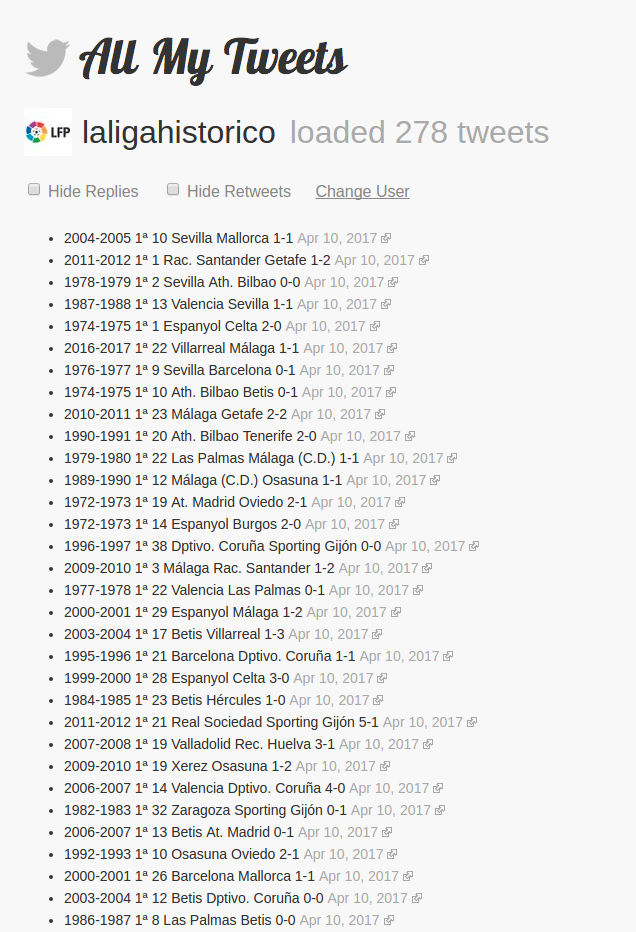 All My Tweets
LFP laligahistorico loaded 278 tweets
Hide Replies Hide Retweets Change User
2004-2005 1ª 10 Sevilla Mallorca 1-1 Apr 10, 2017
2011-2012 1ª 1 Rac. Santander Getafe 1-2 Apr 10, 2017
1978-1979 1ª 2 Sevilla Ath. Bilbao 0-0 Apr 10, 2017
1987-1988 1ª 13 Valencia Sevilla 1-1 Apr 10, 2017
1974-1975 1ª 1 Espanyol Celta 2-0 Apr 10, 2017
2016-2017 1ª 22 Villarreal Málaga 1-1 Apr 10, 2017
1976-1977 1ª 9 Sevilla Barcelona 0-1 Apr 10, 2017
1974-1975 1ª 10 Ath. Bilbao Betis 0-1 Apr 10, 2017
2010-2011 1ª 23 Málaga Getafe 2-2 Apr 10, 2017
1990-1991 1ª 20 Ath. Bilbao Tenerife 2-0 Apr 10, 2017
1979-1980 1ª 22 Las Palmas Málaga (C.D.) 1-1 Apr 10, 2017
1989-1990 1ª 12 Málaga (C.D.) Osasuna 1-1 Apr 10, 2017
1972-1973 1ª 19 At. Madrid Oviedo 2-1 Apr 10, 2017
1972-1973 1ª 14 Espanyol Burgos 2-0 Apr 10, 2017
1996-1997 1ª 38 Dptivo. Coruña Sporting Gijón 0-0 Apr 10, 2017
2009-2010 1ª 3 Málaga Rac. Santander 1-2 Apr 10, 2017
1977-1978 1ª 22 Valencia Las Palmas 0-1 Apr 10, 2017
2000-2001 1ª 29 Espanyol Málaga 1-2 Apr 10, 2017
2003-2004 1ª 17 Betis Villarreal 1-3 Apr 10, 2017
1995-1996 1ª 21 Barcelona Dptivo. Coruña 1-1 Apr 10, 2017
1999-2000 1ª 28 Espanyol Celta 3-0 Apr 10, 2017
1984-1985 1ª 23 Betis Hércules 1-0 Apr 10, 2017
2011-2012 1ª 21 Real Sociedad Sporting Gijón 5-1 Apr 10, 2017
2007-2008 1ª 19 Valladolid Rec. Huelva 3-1 Apr 10, 2017
2009-2010 1ª 19 Xerez Osasuna 1-2 Apr 10, 2017
2006-2007 1ª 14 Valencia Dptivo. Coruña 4-0 Apr 10, 2017
1982-1983 1ª 32 Zaragoza Sporting Gijón 0-1 Apr 10, 2017
2006-2007 1ª 13 Betis At. Madrid 0-1 Apr 10, 2017
1992-1993 1ª 10 Osasuna Oviedo 2-1 Apr 10, 2017
2000-2001 1ª 26 Barcelona Mallorca 1-1 Apr 10, 2017
2003-2004 1ª 12 Betis Dptivo. Coruña 0-0 Apr 10, 2017
1986-1987 1ª 8 Las Palmas Betis 0-0 Apr 10, 2017